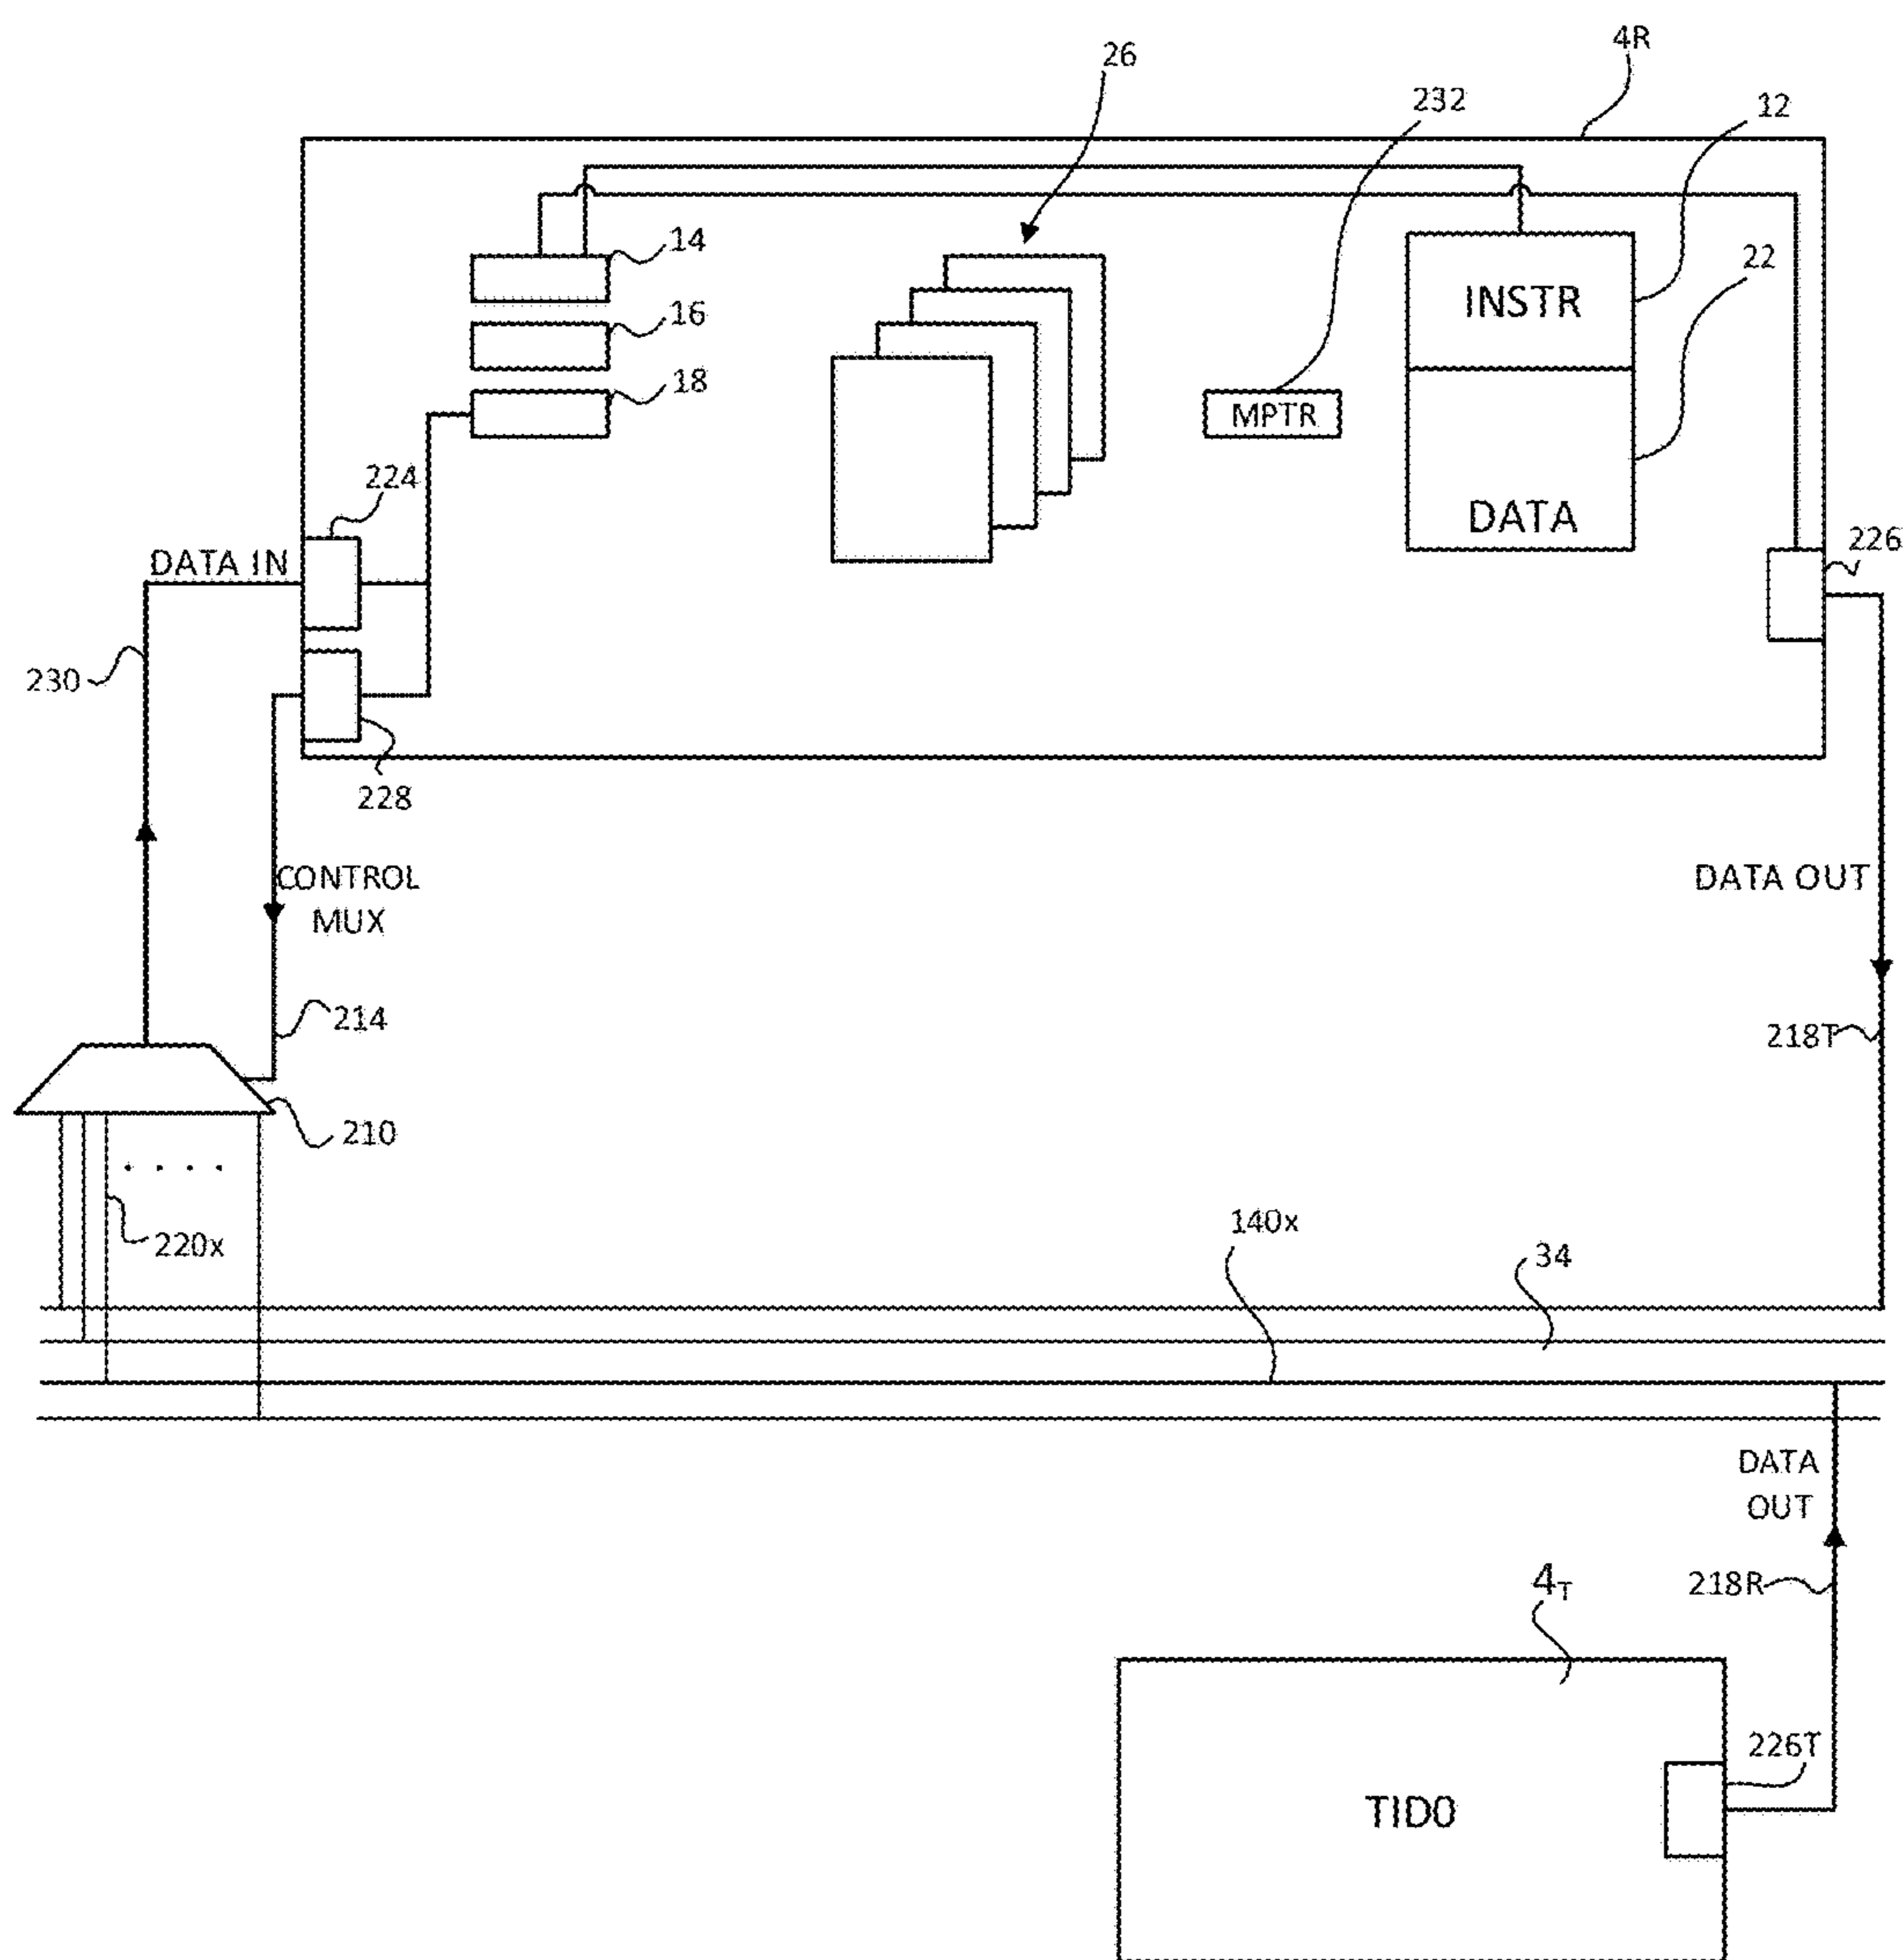 4R
26
232
12
14
16
18
INSTR
22
MPTR
DATA
224
226
DATA IN
230
228
CONTROL
MUX
DATA OUT
214
218T
210
. . . .
220x
140x
34
DATA
OUT
4T
218R
226T
TID0